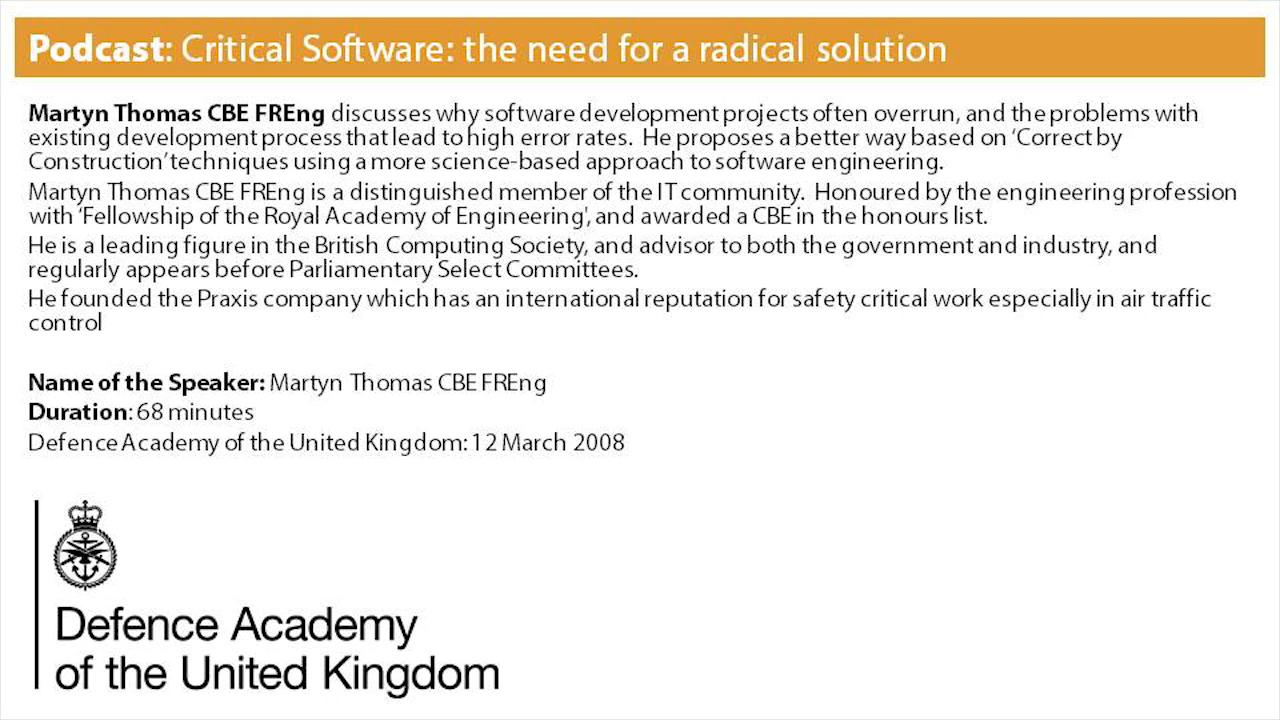 Podcast: Critical Software: the need for a radical solution
Martyn Thomas CBE FREng discusses why software development projects often overrun, and the problems with
existing development process that lead to high error rates. He proposes a better way based on ‘Correct by
Construction’ techniques using a more science-based approach to software engineering.
Martyn Thomas CBE FREng is a distinguished member of the IT community. Honoured by the engineering profession
with ‘Fellowship of the Royal Academy of Engineering', and awarded a CBE in the honours list.
He is a leading figure in the British Computing Society, and advisor to both the government and industry, and
regularly appears before Parliamentary Select Committees.
He founded the Praxis company which has an international reputation for safety critical work especially in air traffic
control
Name of the Speaker: Martyn Thomas CBE FREng
Duration: 68 minutes
Defence Academy of the United Kingdom: 12 March 2008
Defence Academy
of the United Kingdom